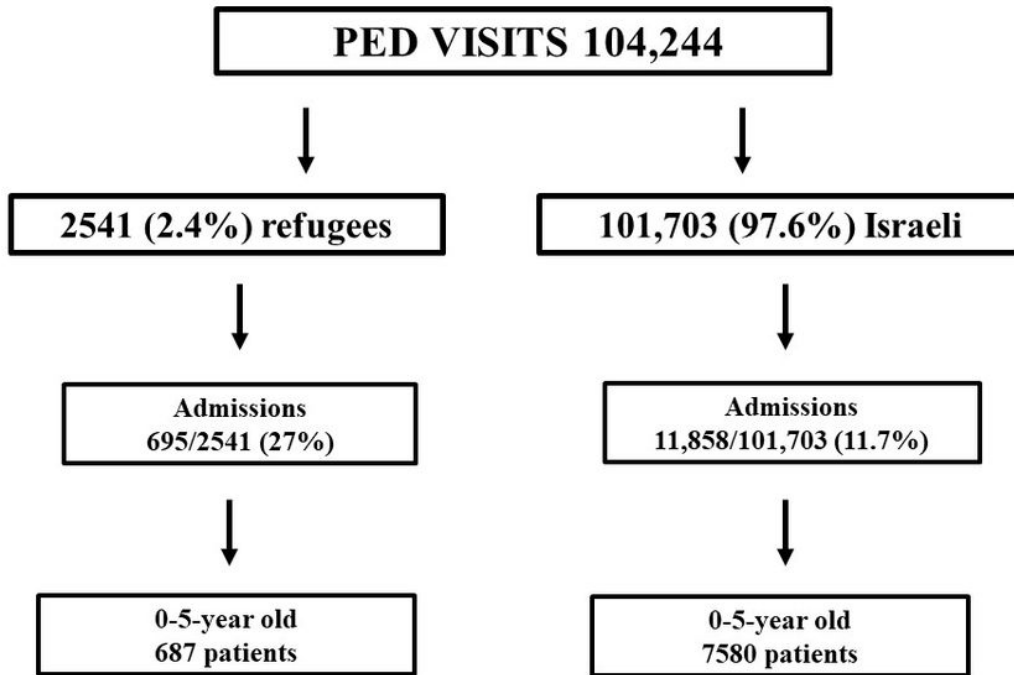 PED VISITS 104,244
2541 (2.4%) refugees
101,703 (97.6%) Israeli
Admissions
695/2541 (27%)
Admissions
11,858/101,703 (11.7%)
0-5-year old
687 patients
0-5-year old
7580 patients